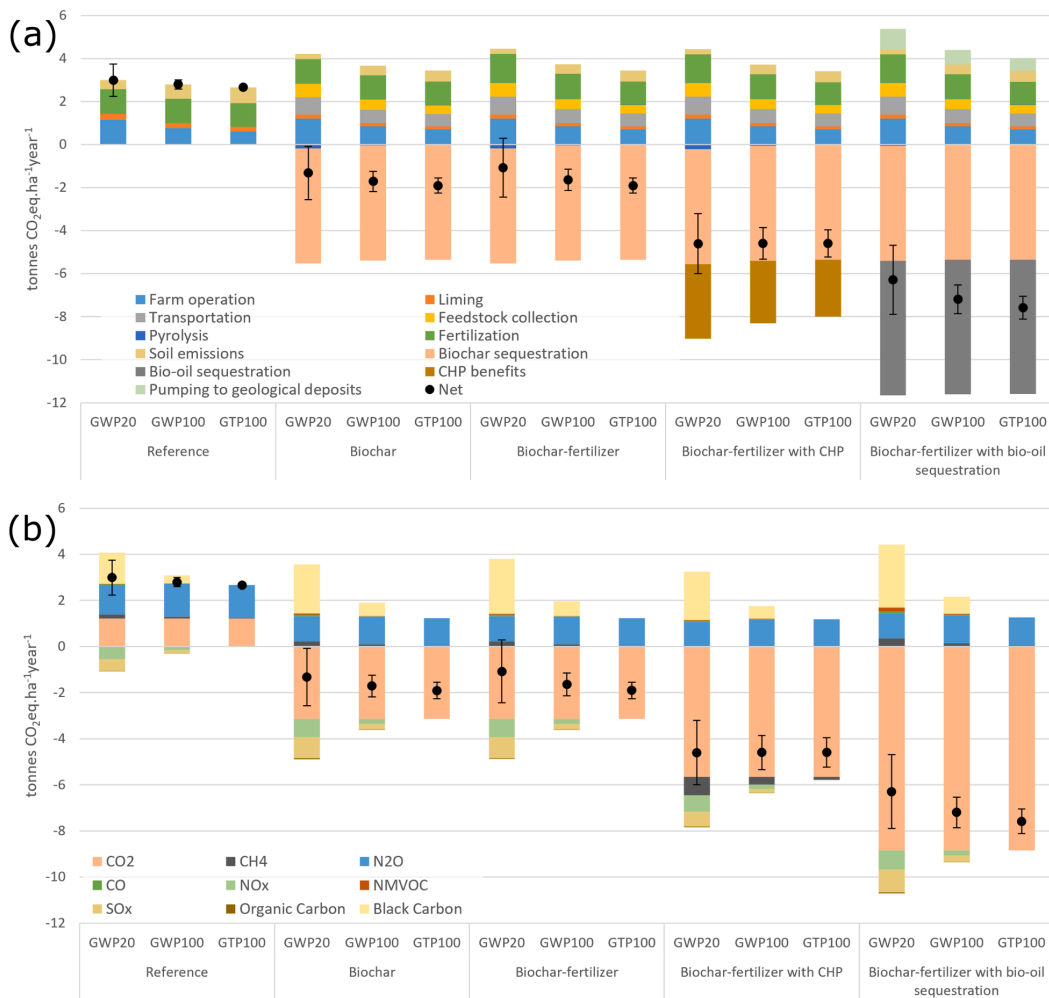 (a)
6
4
2
0
-2
-4
-6
-8
-10
-12
tonnes CO₂eq.ha⁻¹year⁻¹
Farm operation Liming
Transportation Feedstock collection
Pyrolysis Fertilization
Soil emissions Biochar sequestration
Bio-oil sequestration CHP benefits
Pumping to geological deposits Net
GWP20 GWP100 GTP100 GWP20 GWP100 GTP100 GWP20 GWP100 GTP100 GWP20 GWP100 GTP100 GWP20 GWP100 GTP100
Reference Biochar Biochar-fertilizer Biochar-fertilizer with CHP Biochar-fertilizer with bio-oil
sequestration
(b)
6
4
2
0
-2
-4
-6
-8
-10
-12
tonnes CO₂eq.ha⁻¹year⁻¹
CO2 CH4 N2O
CO NOx NMVOC
SOx Organic Carbon Black Carbon
GWP20 GWP100 GTP100 GWP20 GWP100 GTP100 GWP20 GWP100 GTP100 GWP20 GWP100 GTP100 GWP20 GWP100 GTP100
Reference Biochar Biochar-fertilizer Biochar-fertilizer with CHP Biochar-fertilizer with bio-oil
sequestration